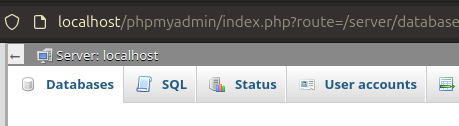 localhost/phpmyadmin/index.php?route=/server/database
Server: localhost
Databases SQL Status User accounts